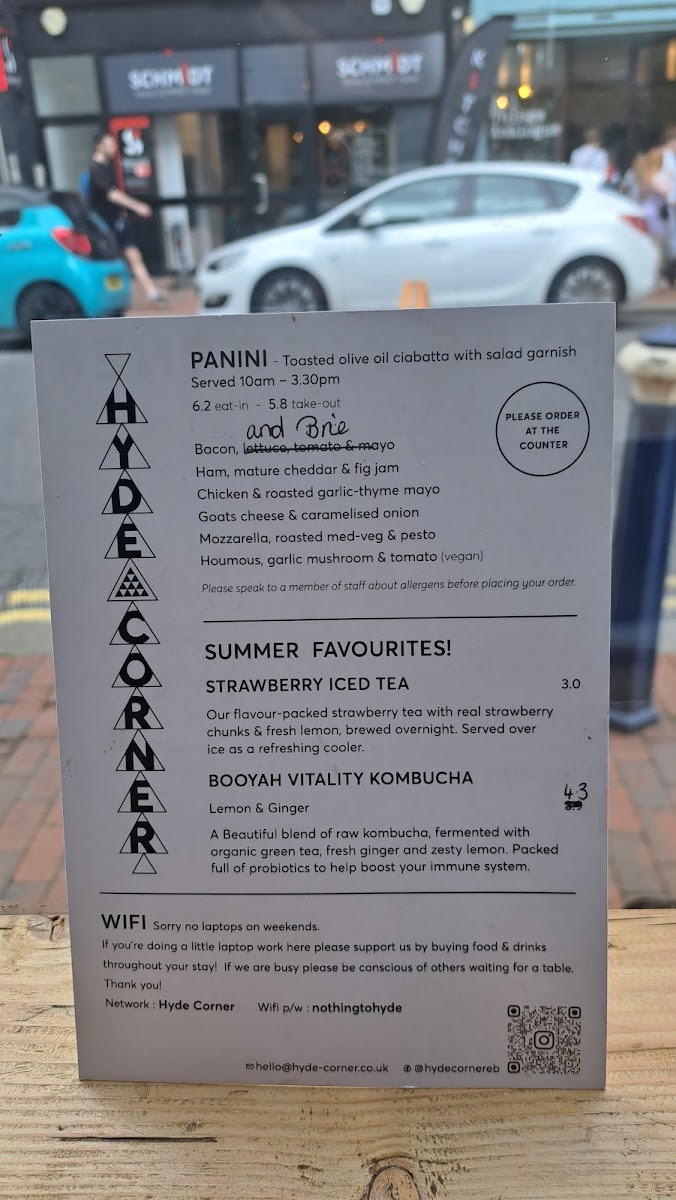 SCHMIDT
SCHMIDT
KITCH
HYDE CORNER
PANINI - Toasted olive oil ciabatta with salad garnish
Served 10am – 3.30pm
6.2 eat-in - 5.8 take-out
PLEASE ORDER
AT THE
COUNTER
and Brie
Bacon, lettuce, tomato & mayo
Ham, mature cheddar & fig jam
Chicken & roasted garlic-thyme mayo
Goats cheese & caramelised onion
Mozzarella, roasted med-veg & pesto
Houmous, garlic mushroom & tomato (vegan)
Please speak to a member of staff about allergens before placing your order.
SUMMER FAVOURITES!
STRAWBERRY ICED TEA 3.0
Our flavour-packed strawberry tea with real strawberry
chunks & fresh lemon, brewed overnight. Served over
ice as a refreshing cooler.
BOOYAH VITALITY KOMBUCHA
4.3
Lemon & Ginger
A Beautiful blend of raw kombucha, fermented with
organic green tea, fresh ginger and zesty lemon. Packed
full of probiotics to help boost your immune system.
WIFI Sorry no laptops on weekends.
If you're doing a little laptop work here please support us by buying food & drinks
throughout your stay! If we are busy please be conscious of others waiting for a table.
Thank you!
Network : Hyde Corner Wifi p/w : nothingtohyde
hello@hyde-corner.co.uk @hydecornereb